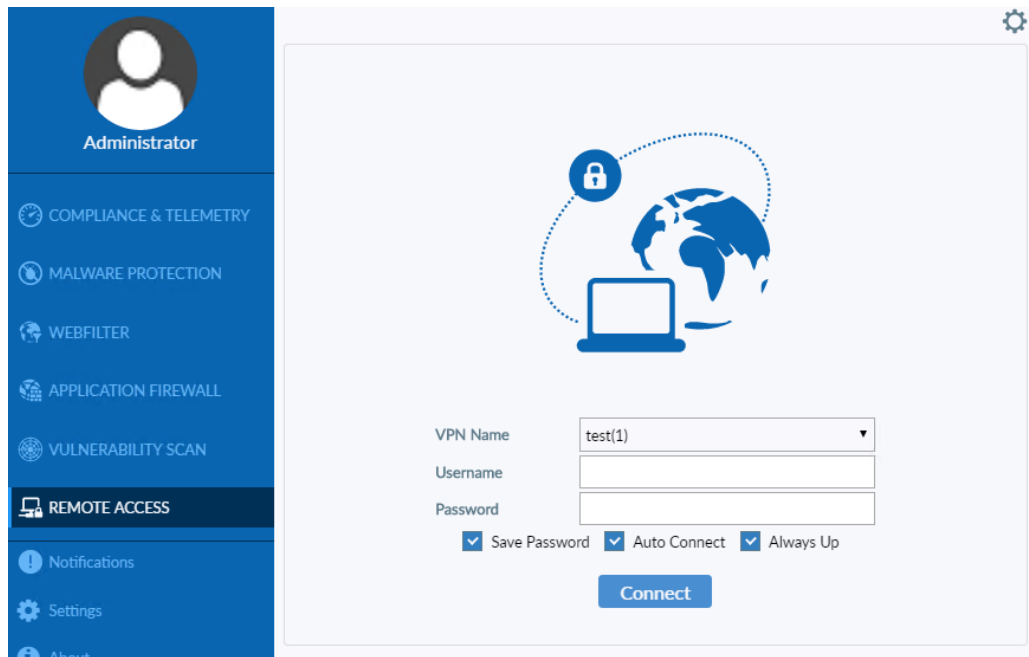 Administrator
COMPLIANCE & TELEMETRY
MALWARE PROTECTION
WEBFILTER
APPLICATION FIREWALL
VULNERABILITY SCAN
REMOTE ACCESS
Notifications
Settings
About
VPN Name test(1)
Username
Password
Save Password Auto Connect Always Up
Connect